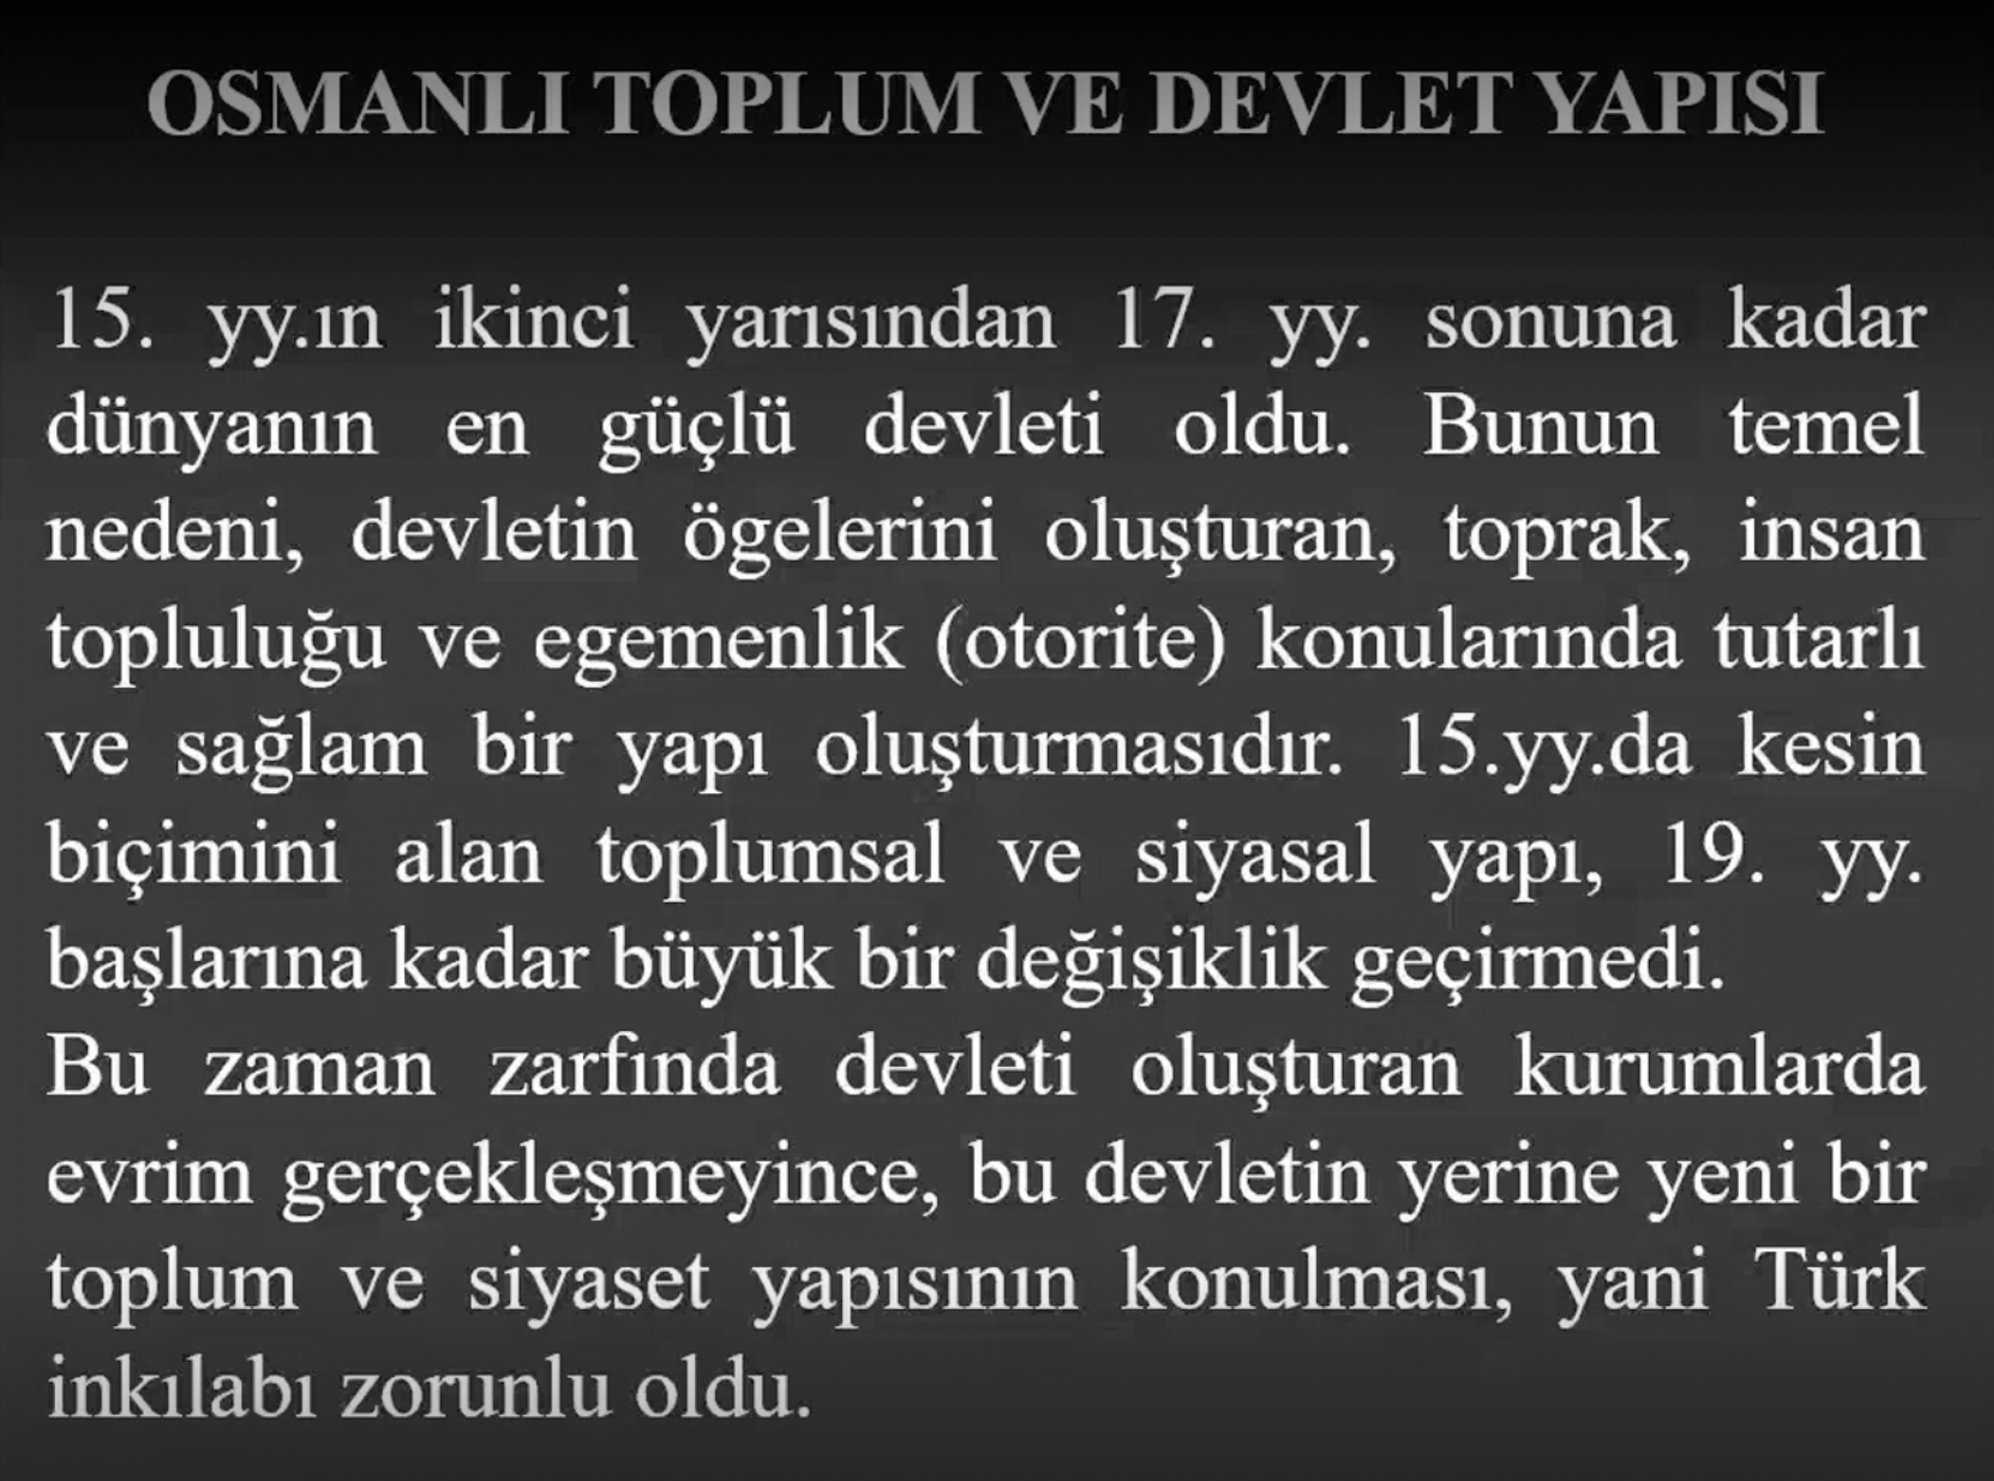 OSMANLI TOPLUM VE DEVLET YAPISI
15. yy.ın ikinci yarısından 17. yy. sonuna kadar
dünyanın en güçlü devleti oldu. Bunun temel
nedeni, devletin ögelerini oluşturan, toprak, insan
topluluğu ve egemenlik (otorite) konularında tutarlı
ve sağlam bir yapı oluşturmasıdır. 15.yy.da kesin
biçimini alan toplumsal ve siyasal yapı, 19. yy.
başlarına kadar büyük bir değişiklik geçirmedi.
Bu zaman zarfında devleti oluşturan kurumlarda
evrim gerçekleşmeyince, bu devletin yerine yeni bir
toplum ve siyaset yapısının konulması, yani Türk
inkılabı zorunlu oldu.